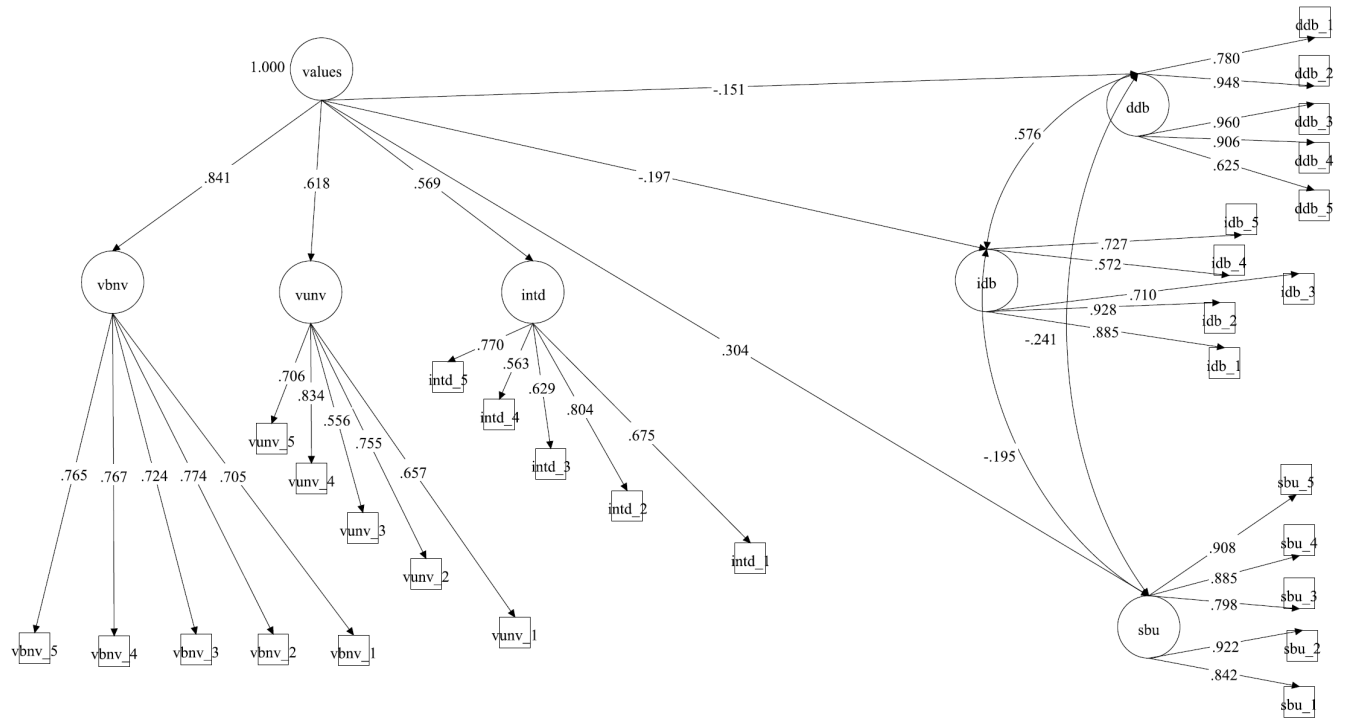 ddb_1
1.000
values
.780
ddb_2
.948
-.151
ddb
ddb_3
.960
.576
.906
ddb_4
.625
.841
.618
.569
-.197
ddb_5
idb_5
.727
.572
idb_4
vbnv
vunv
intd
idb
.710
idb_3
.928
idb_2
.885
-.241
.770
.304
.563
idb_1
.706
intd_5
.834
.629
.556
.804
intd_4
.675
vunv_5
.755
-.195
.765
.767
.724
.774
.705
.657
intd_3
vunv_4
sbu_5
intd_2
vunv_3
.908
sbu_4
intd_1
vunv_2
.885
sbu_3
.798
sbu
vunv_1
.922
sbu_2
vbnv_5
vbnv_4
vbnv_3
vbnv_2
vbnv_1
.842
sbu_1